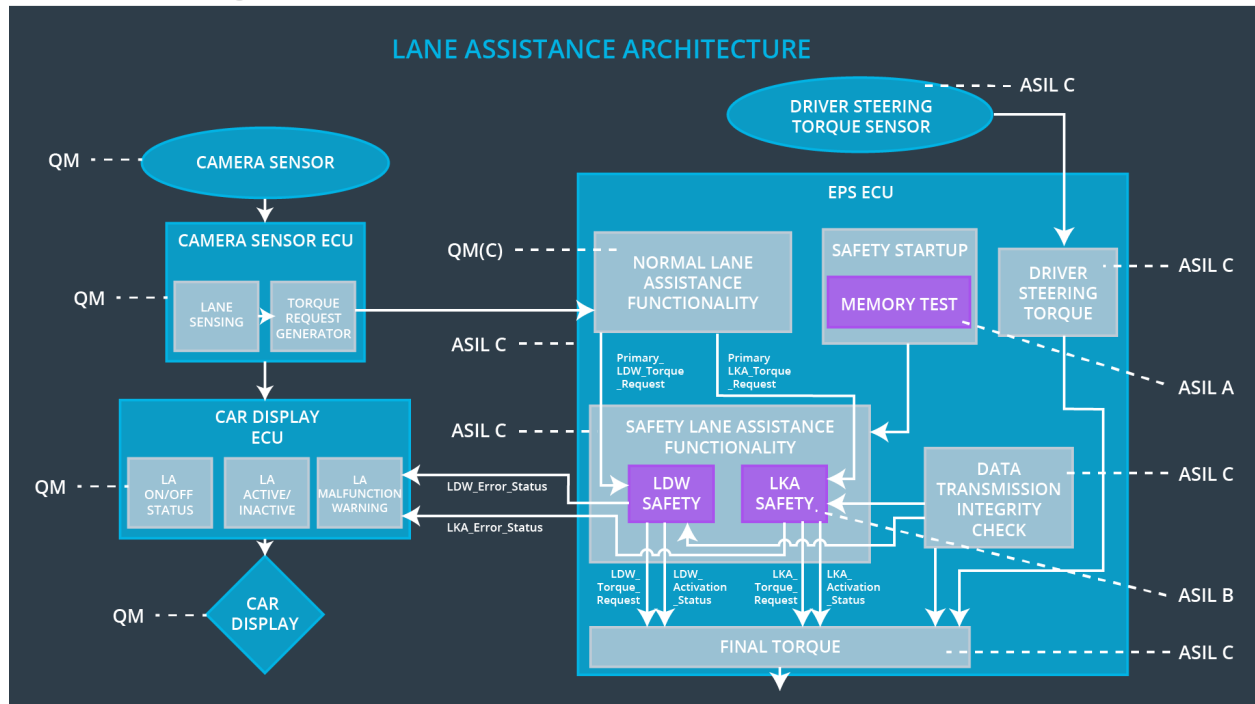 LANE ASSISTANCE ARCHITECTURE
ASIL C
DRIVER STEERING
TORQUE SENSOR
QM
CAMERA SENSOR
EPS ECU
CAMERA SENSOR ECU
QM
LANE
SENSING
TORQUE
REQUEST
GENERATOR
QM(C)
NORMAL LANE
ASSISTANCE
FUNCTIONALITY
SAFETY STARTUP
MEMORY TEST
DRIVER
STEERING
TORQUE
ASIL C
ASIL C
ASIL A
Primary_
LDW_Torque
_Request
Primary
LKA_Torque
_Request
CAR DISPLAY
ECU
QM
LA
ON/OFF
STATUS
LA
ACTIVE/
INACTIVE
LA
MALFUNCTION
WARNING
ASIL C
SAFETY LANE ASSISTANCE
FUNCTIONALITY
LDW
SAFETY
LKA
SAFETY
DATA
TRANSMISSION
INTEGRITY
CHECK
ASIL C
LDW_Error_Status
LKA_Error_Status
LDW_
Torque_
Request
LDW_
Activation
_Status
LKA_
Torque_
Request
LKA_
Activation
_Status
ASIL B
QM
CAR
DISPLAY
FINAL TORQUE
ASIL C